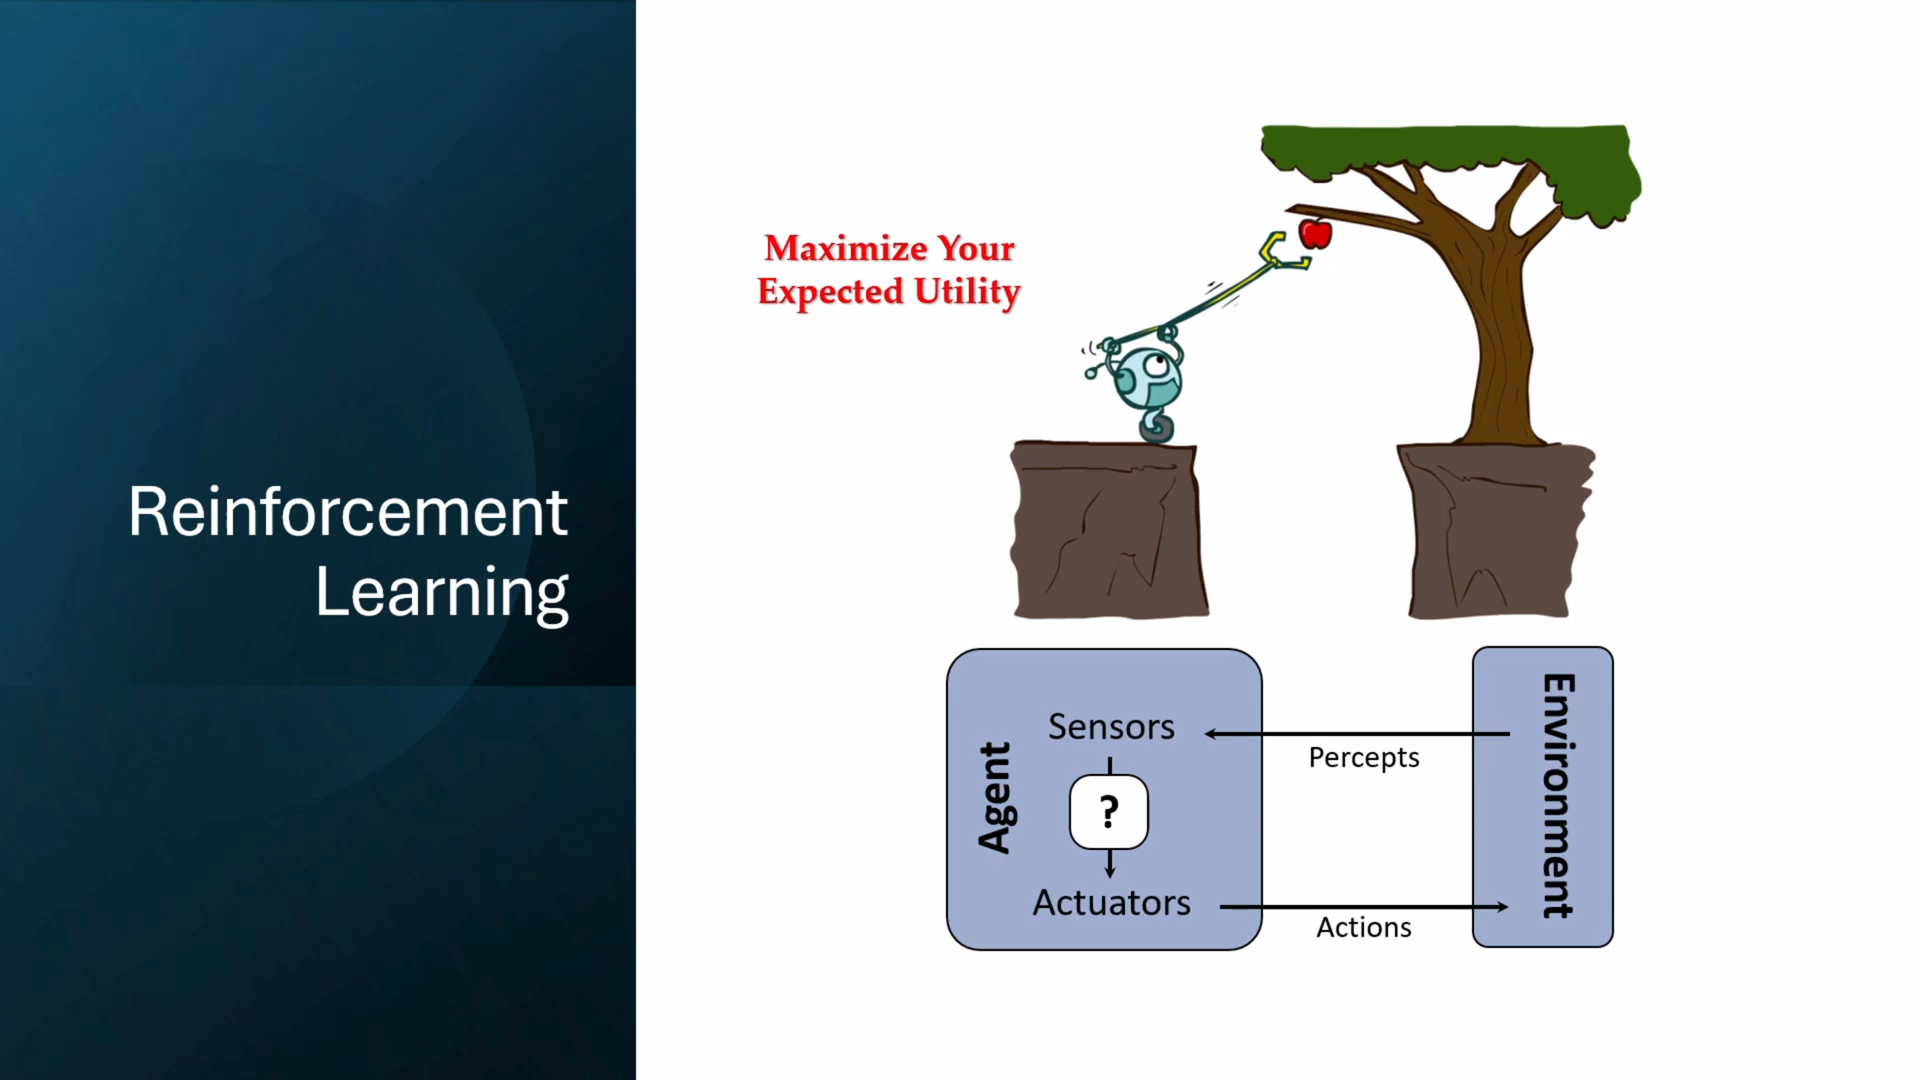 Reinforcement
Learning
Maximize Your
Expected Utility
Agent
Sensors
?
Actuators
Percepts
Actions
Environment